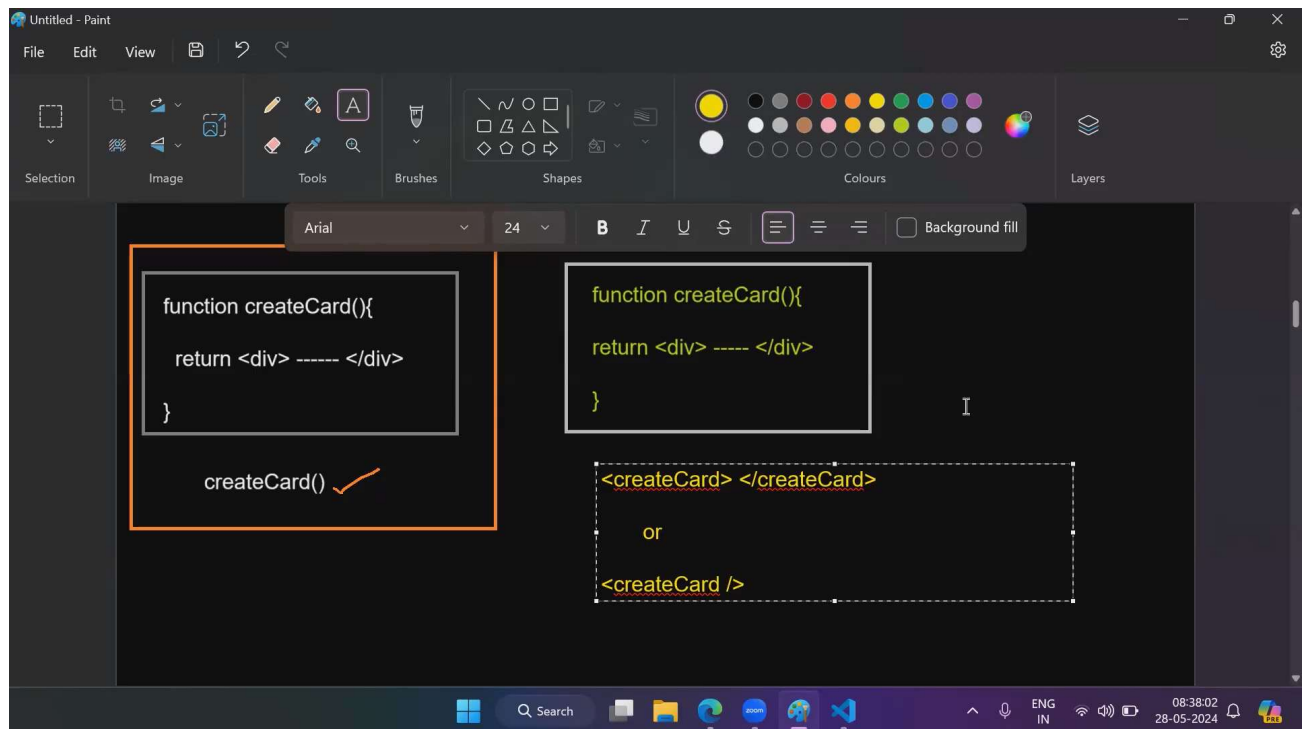 Untitled - Paint
File Edit View
Selection
Image
Tools
Brushes
Shapes
Colours
Layers
Arial 24 B I U S Background fill
function createCard(){
return <div> ------ </div>
}
createCard()
function createCard(){
return <div> ----- </div>
}
<createCard> </createCard>
or
<createCard />
Search
zoom
ENG
IN
08:38:02
28-05-2024
PRE